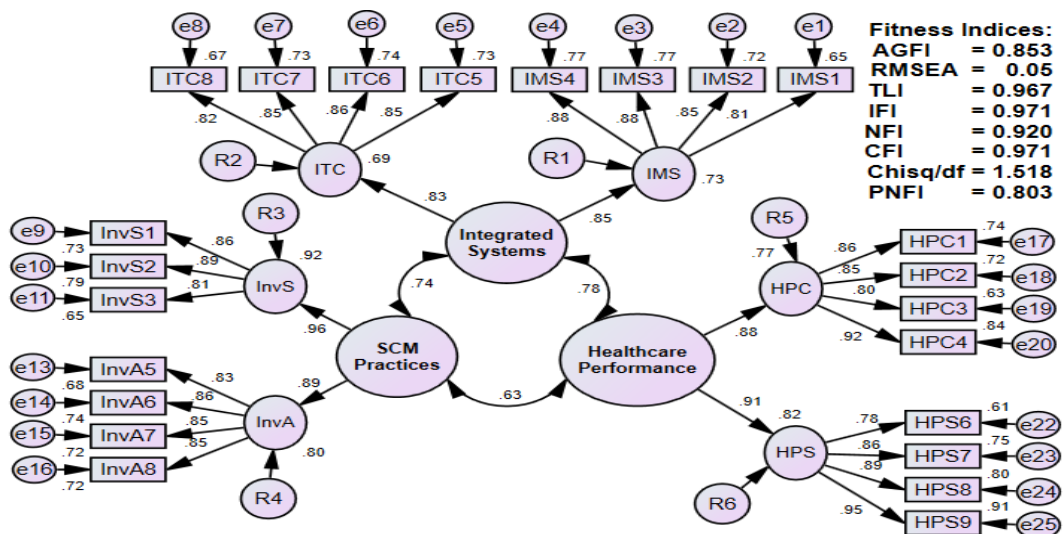 e8 e7 e6 e5 e4 e3 e2 e1
.67 .73 .74 .73 .77 .77 .72 .65
ITC8 ITC7 ITC6 ITC5 IMS4 IMS3 IMS2 IMS1
.82 .85 .86 .85 .88 .88 .85 .81
R2 ITC .69 R1 IMS .73
.83 .85
Integrated
Systems
Fitness Indices:
AGFI = 0.853
RMSEA = 0.05
TLI = 0.967
IFI = 0.971
NFI = 0.920
CFI = 0.971
Chisq/df = 1.518
PNFI = 0.803
e9 InvS1 .86 R3
.73
e10 InvS2 .89 .92
.79
e11 InvS3 .81 InvS
.65
.96
.74 .78
SCM
Practices
.63
Healthcare
Performance
.89
e13 InvA5 .83
.68
e14 InvA6 .86
.74
e15 InvA7 .85 InvA
.72
e16 InvA8 .85 .80
.72
R4
R5
.77 HPC
.88
.86 HPC1 .74 e17
.85 HPC2 .72 e18
.80 HPC3 .63 e19
.92 HPC4 .84 e20
.91
.82 HPS
R6
.78 HPS6 .61 e22
.86 HPS7 .75 e23
.89 HPS8 .80 e24
.95 HPS9 .91 e25